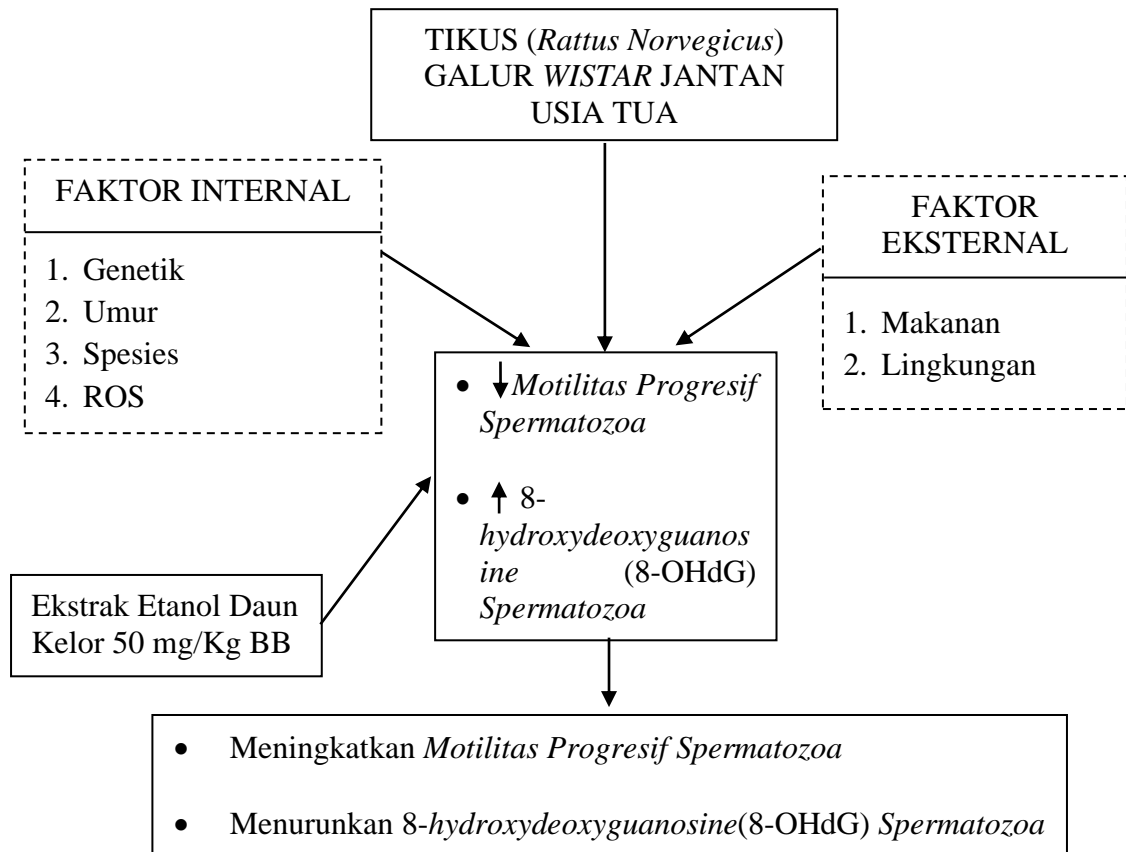 TIKUS (Rattus Norvegicus)
GALUR WISTAR JANTAN
USIA TUA
FAKTOR INTERNAL
1. Genetik
2. Umur
3. Spesies
4. ROS
FAKTOR
EKSTERNAL
1. Makanan
2. Lingkungan
• ↓Motilitas Progresif
Spermatozoa
• ↑ 8-
hydroxydeoxyguanos
ine (8-OHdG)
Spermatozoa
Ekstrak Etanol Daun
Kelor 50 mg/Kg BB
• Meningkatkan Motilitas Progresif Spermatozoa
• Menurunkan 8-hydroxydeoxyguanosine(8-OHdG) Spermatozoa